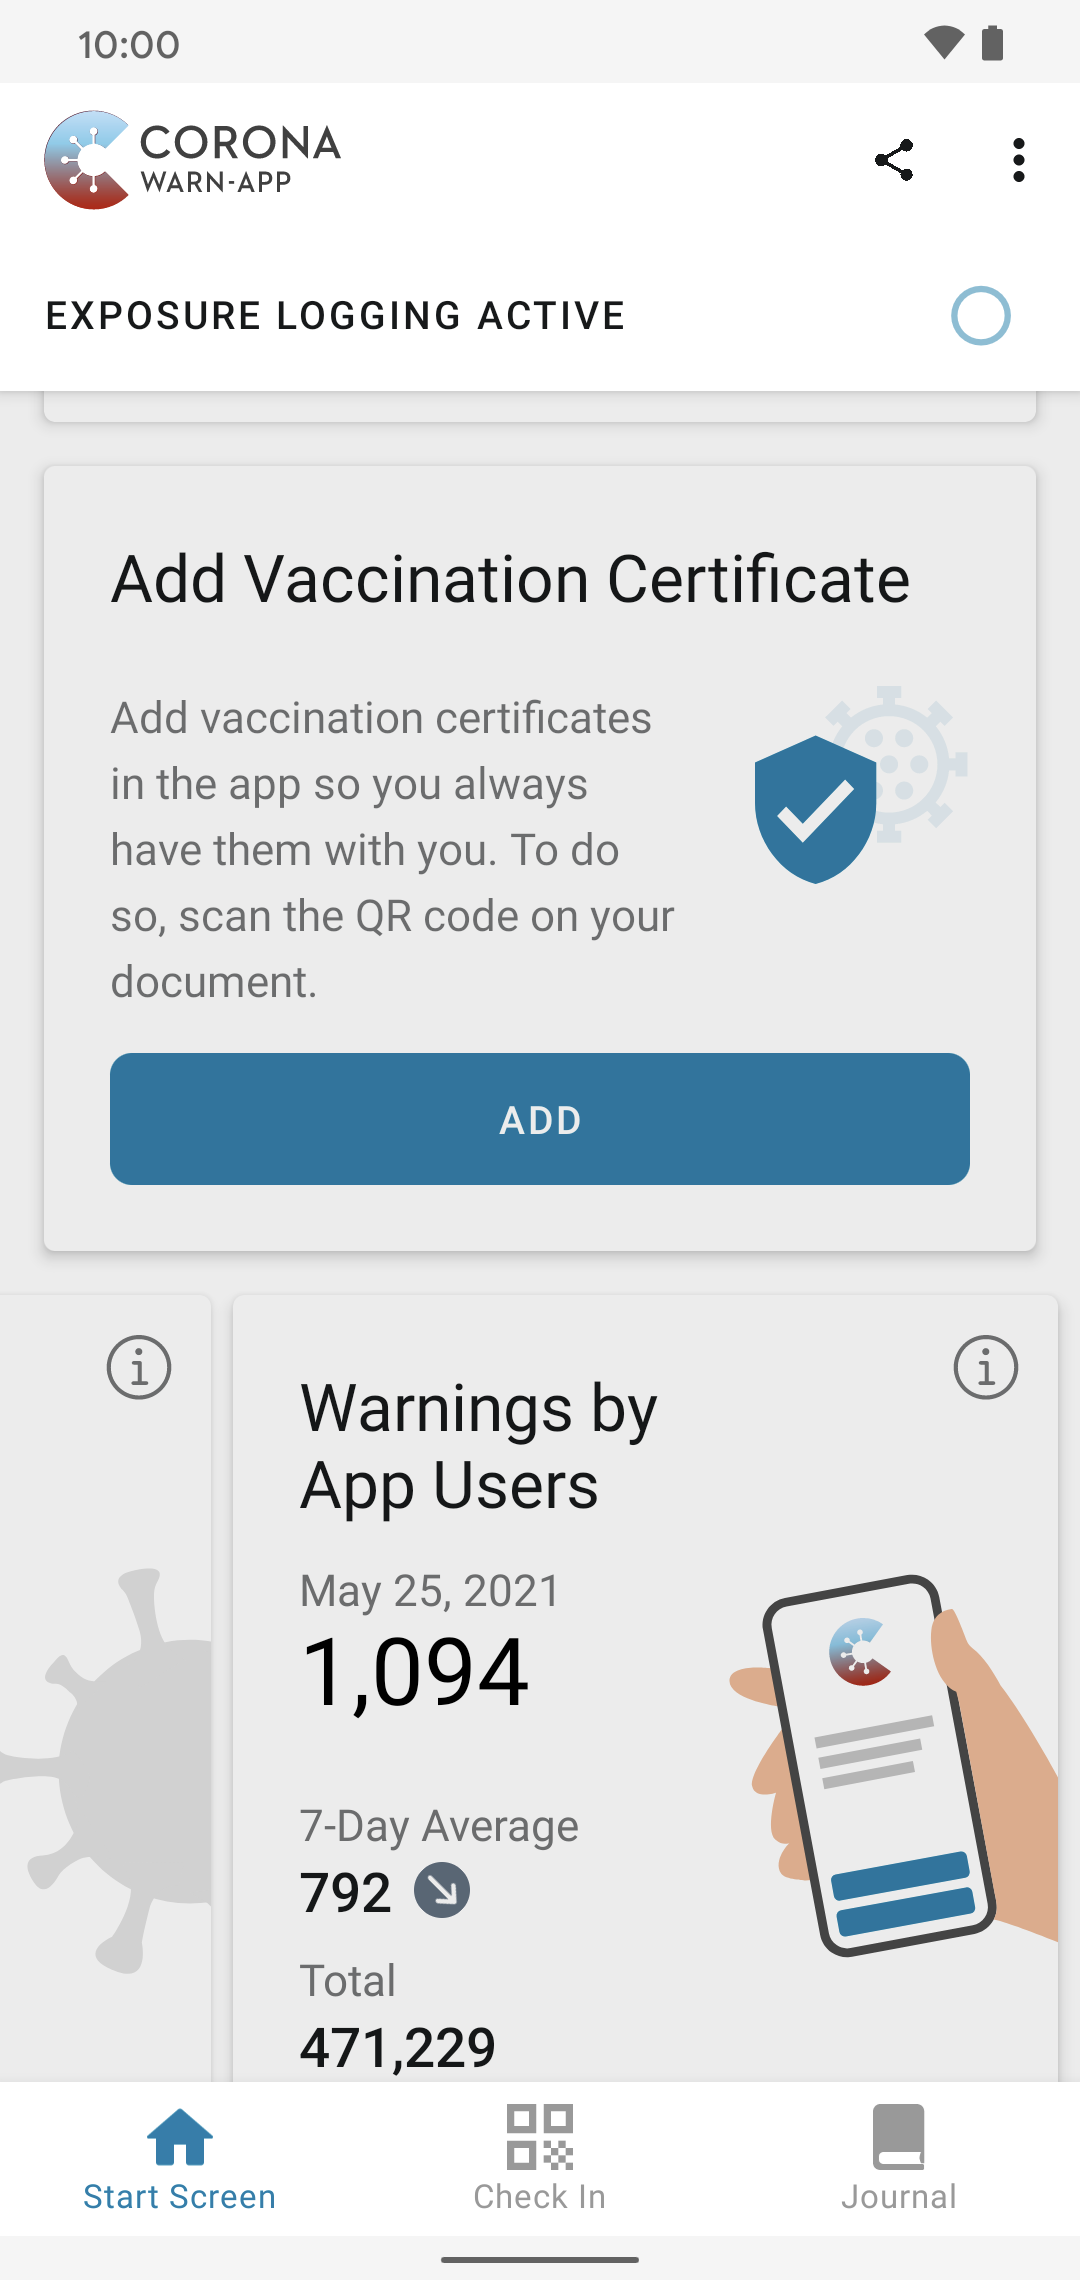 10:00
CORONA
WARN-APP
EXPOSURE LOGGING ACTIVE
Add Vaccination Certificate
Add vaccination certificates
in the app so you always
have them with you. To do
so, scan the QR code on your
document.
ADD
Warnings by
App Users
May 25, 2021
1,094
7-Day Average
792
Total
471,229
Start Screen
Check In
Journal